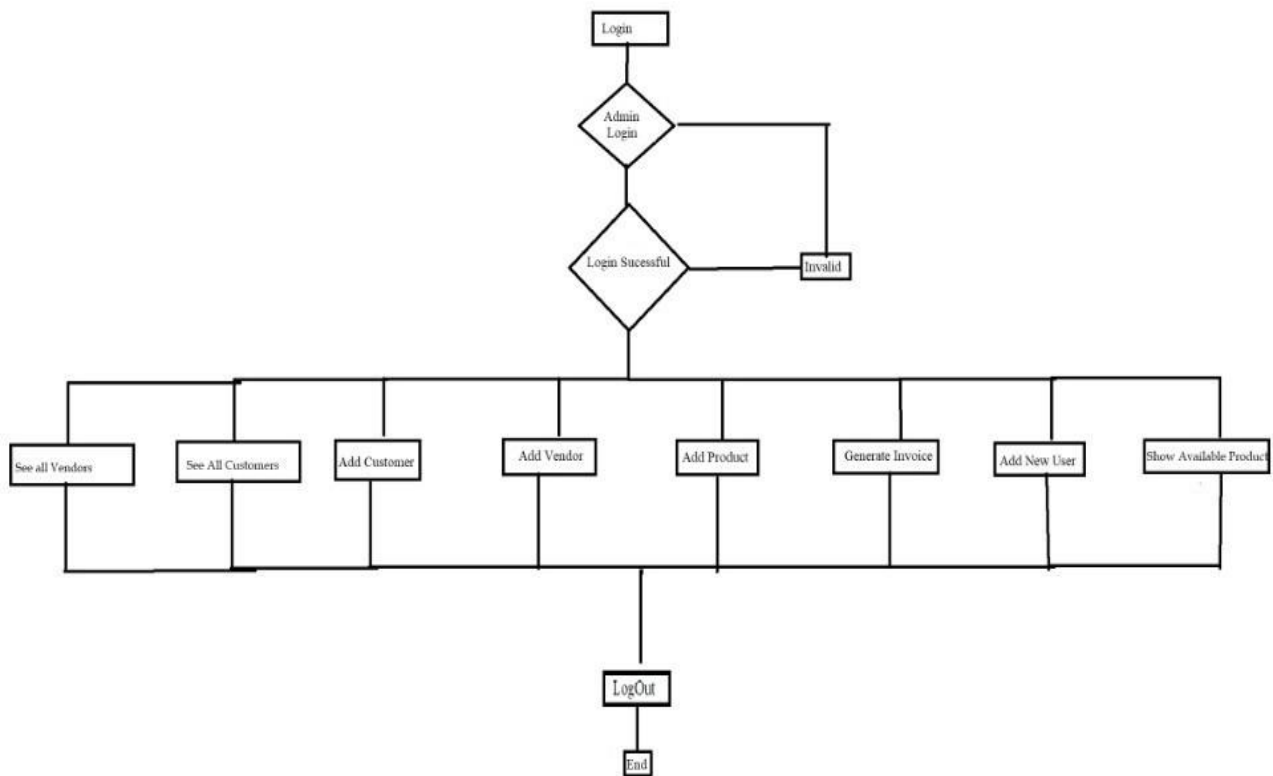 Login
Admin
Login
Login Sucessful
Invalid
See all Vendors
See All Customers
Add Customer
Add Vendor
Add Product
Generate Invoice
Add New User
Show Available Product
LogOut
End